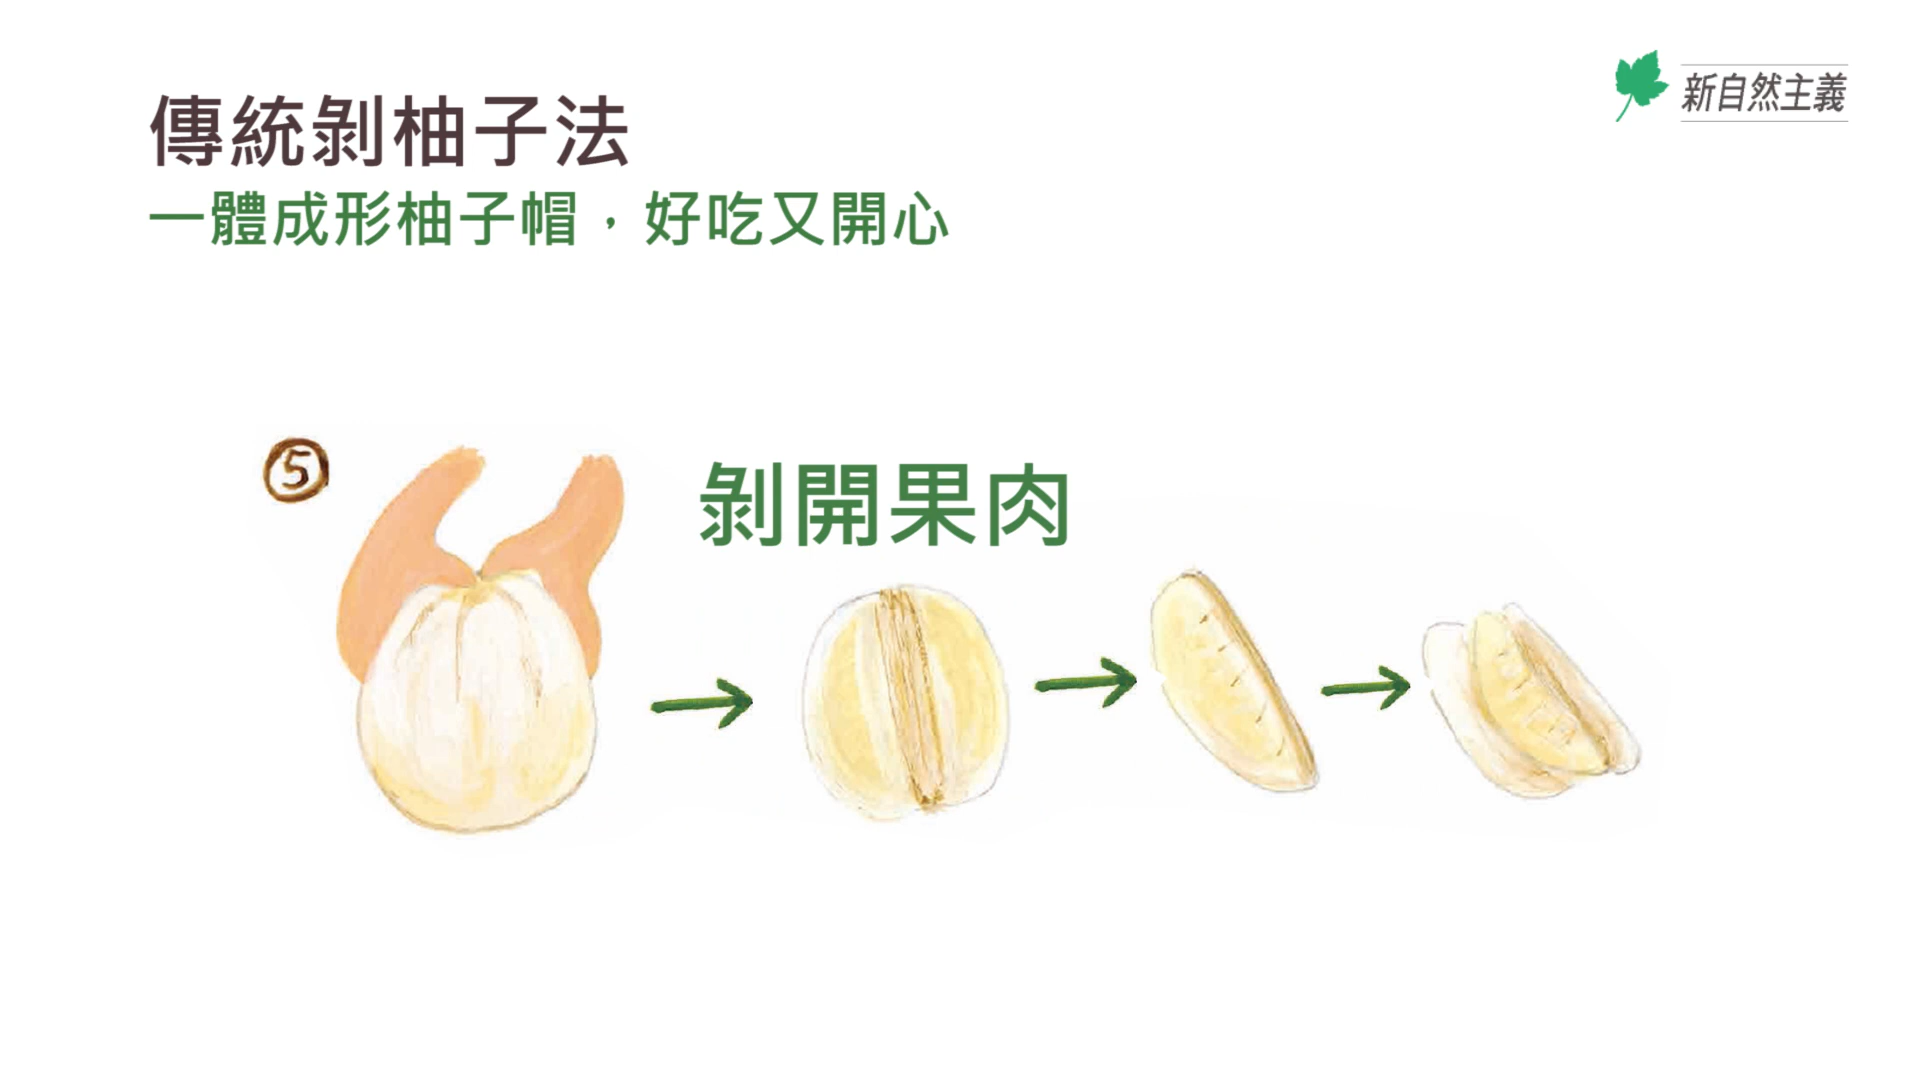 新自然主義
傳統剝柚子法
一體成形柚子帽，好吃又開心
⑤
剝開果肉